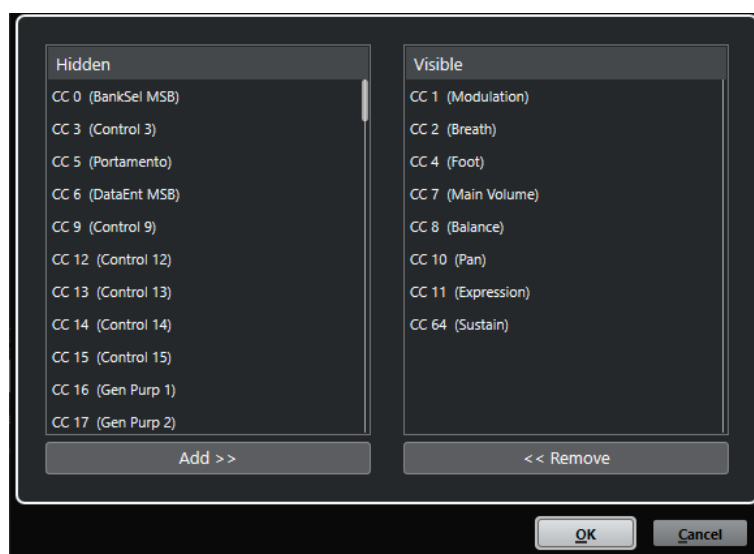 Hidden
CC 0 (BankSel MSB)
CC 3 (Control 3)
CC 5 (Portamento)
CC 6 (DataEnt MSB)
CC 9 (Control 9)
CC 12 (Control 12)
CC 13 (Control 13)
CC 14 (Control 14)
CC 15 (Control 15)
CC 16 (Gen Purp 1)
CC 17 (Gen Purp 2)
Add >>
Visible
CC 1 (Modulation)
CC 2 (Breath)
CC 4 (Foot)
CC 7 (Main Volume)
CC 8 (Balance)
CC 10 (Pan)
CC 11 (Expression)
CC 64 (Sustain)
<< Remove
OK
Cancel